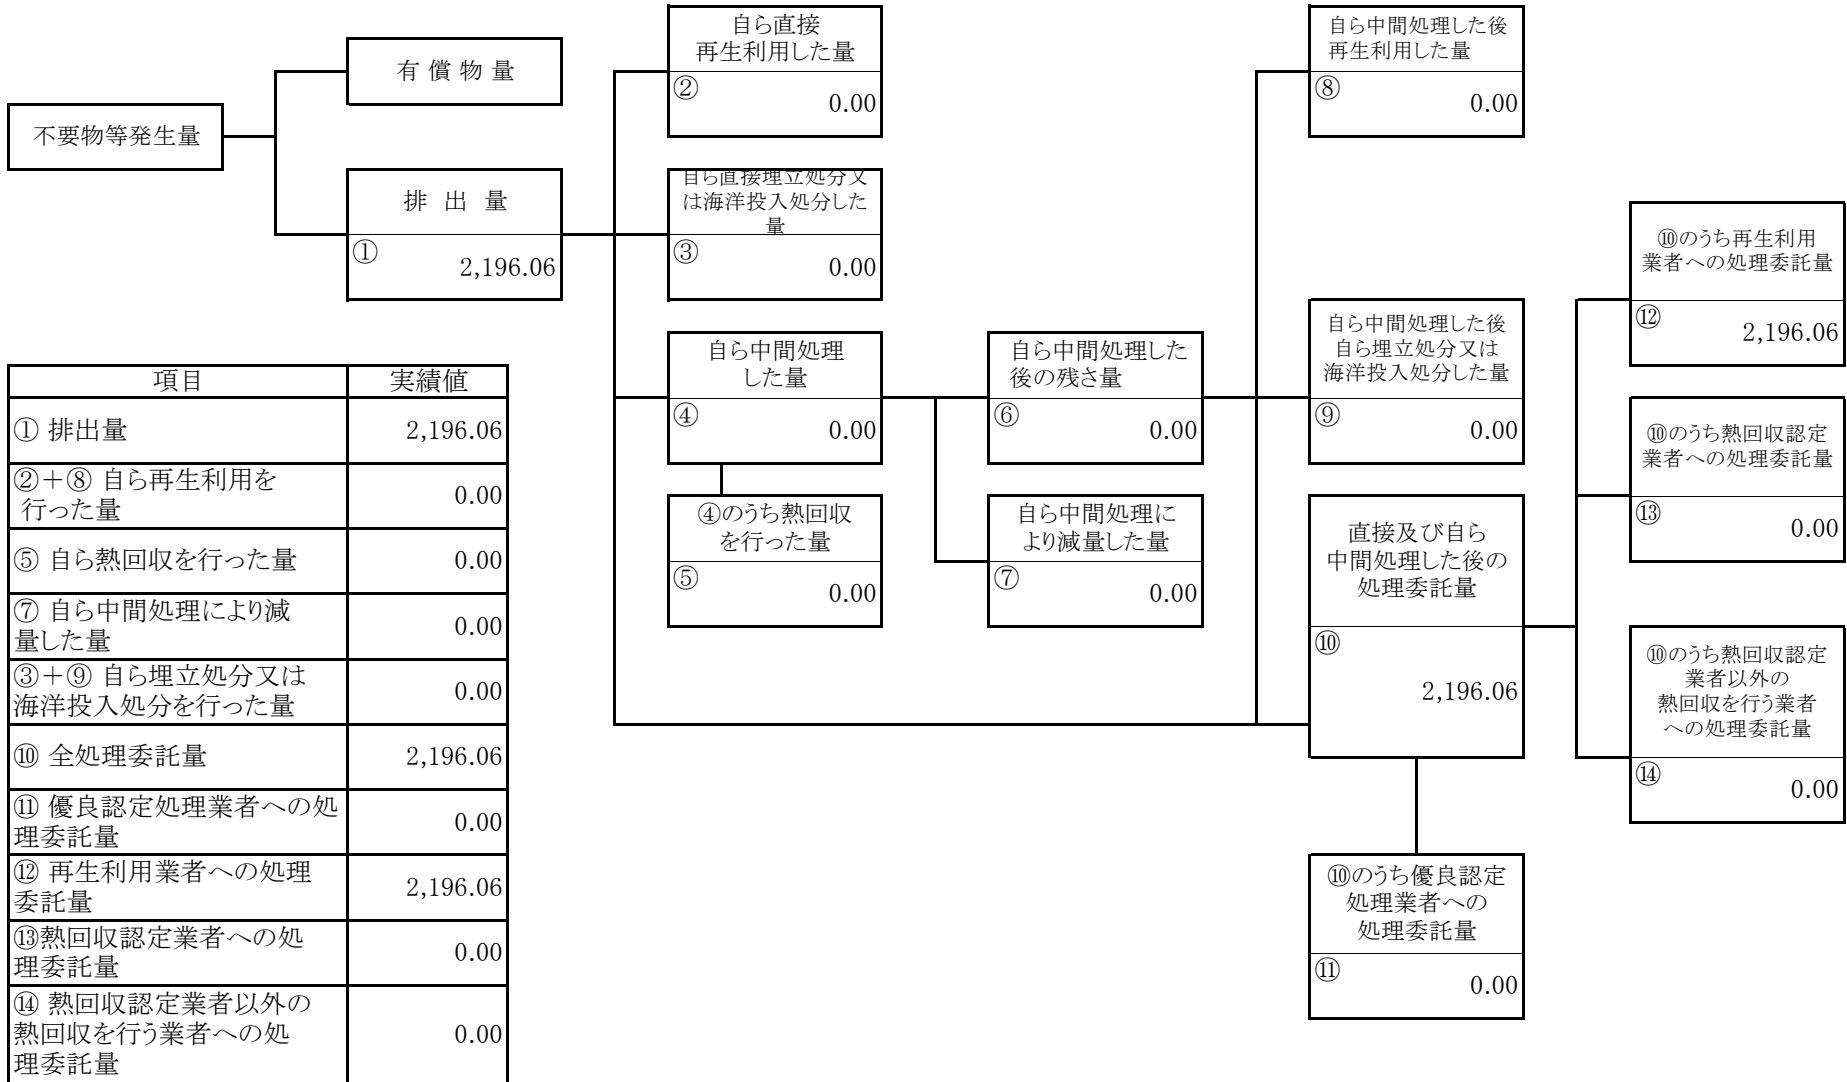 不要物等発生量
有 償 物 量
排 出 量
①
2,196.06
自ら直接
再生利用した量
②
0.00
自ら直接埋立処分又
は海洋投入処分した
量
③
0.00
自ら中間処理
した量
④
0.00
④のうち熱回収
を行った量
⑤
0.00
自ら中間処理した
後の残さ量
⑥
0.00
自ら中間処理に
より減量した量
⑦
0.00
自ら中間処理した後
再生利用した量
⑧
0.00
自ら中間処理した後
自ら埋立処分又は
海洋投入処分した量
⑨
0.00
直接及び自ら
中間処理した後の
処理委託量
⑩
2,196.06
⑩のうち優良認定
処理業者への
処理委託量
⑪
0.00
⑩のうち再生利用
業者への処理委託量
⑫
2,196.06
⑩のうち熱回収認定
業者への処理委託量
⑬
0.00
⑩のうち熱回収認定
業者以外の
熱回収を行う業者
への処理委託量
⑭
0.00
項目 実績値
① 排出量 2,196.06
②＋⑧ 自ら再生利用を
行った量 0.00
⑤ 自ら熱回収を行った量 0.00
⑦ 自ら中間処理により減
量した量 0.00
③＋⑨ 自ら埋立処分又は
海洋投入処分を行った量 0.00
⑩ 全処理委託量 2,196.06
⑪ 優良認定処理業者への処
理委託量 0.00
⑫ 再生利用業者への処理
委託量 2,196.06
⑬熱回収認定業者への処
理委託量 0.00
⑭ 熱回収認定業者以外の
熱回収を行う業者への処
理委託量 0.00